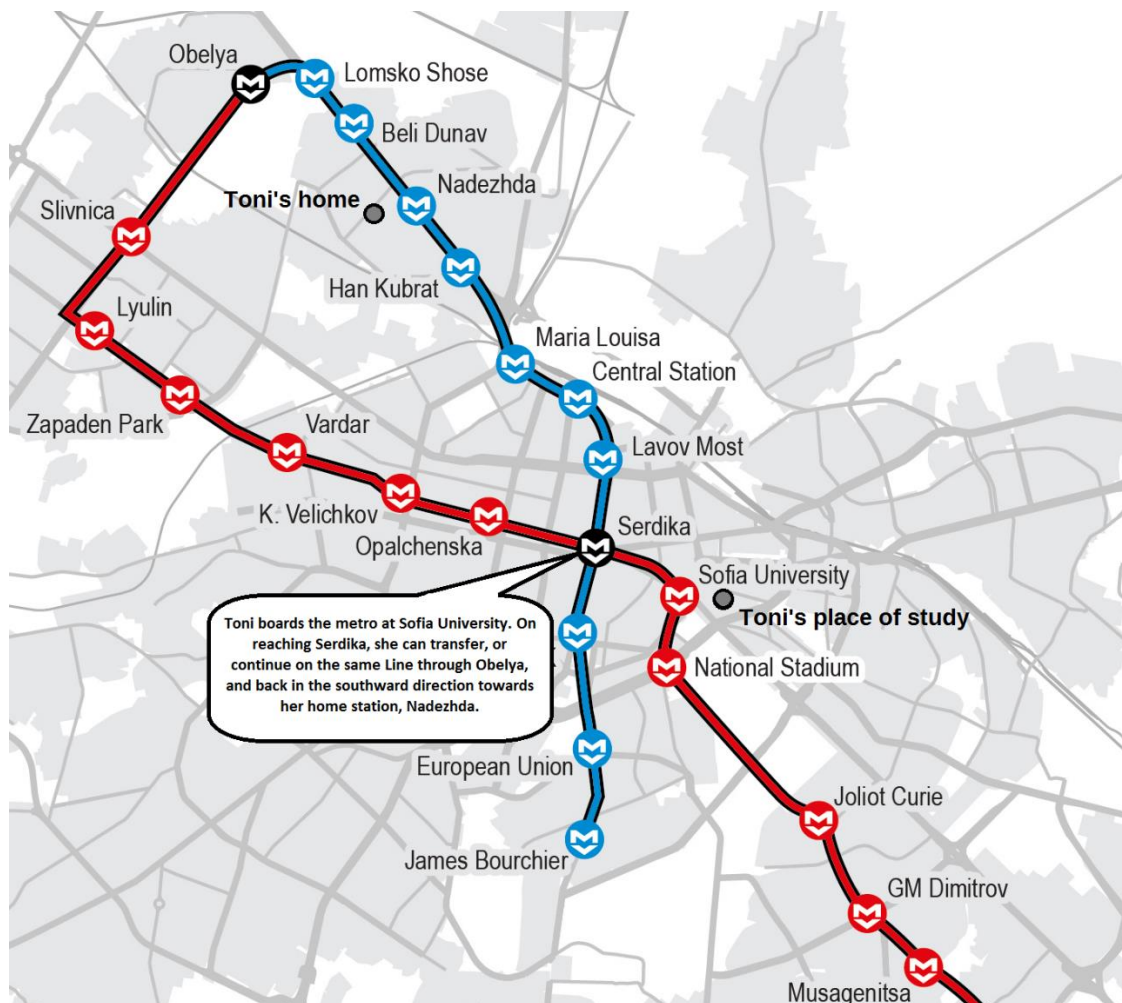 Obelya
Lomsko Shose
Beli Dunav
Nadezhda
Toni's home
Slivnica
Han Kubrat
Lyulin
Maria Louisa
Central Station
Zapaden Park
Vardar
Lavov Most
K. Velichkov
Opalchenska
Serdika
Sofia University
Toni's place of study
Toni boards the metro at Sofia University. On
reaching Serdika, she can transfer, or
continue on the same Line through Obelya,
and back in the southward direction towards
her home station, Nadezhda.
National Stadium
European Union
Joliot Curie
James Bourchier
GM Dimitrov
Musagenitsa